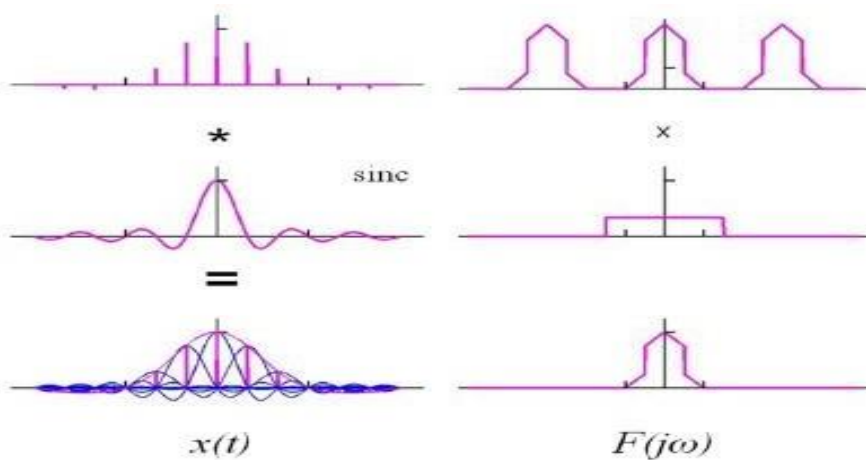 *
×
sinc
=
x(t)
F(jω)